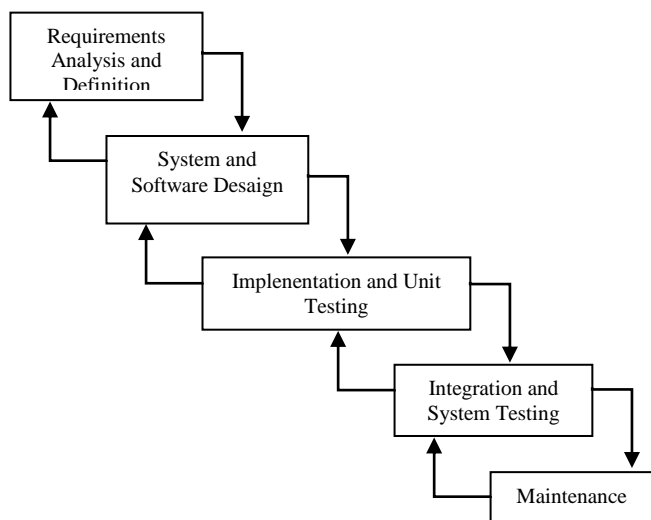 Requirements
Analysis and
Definition
System and
Software Desaign
Implenentation and Unit
Testing
Integration and
System Testing
Maintenance